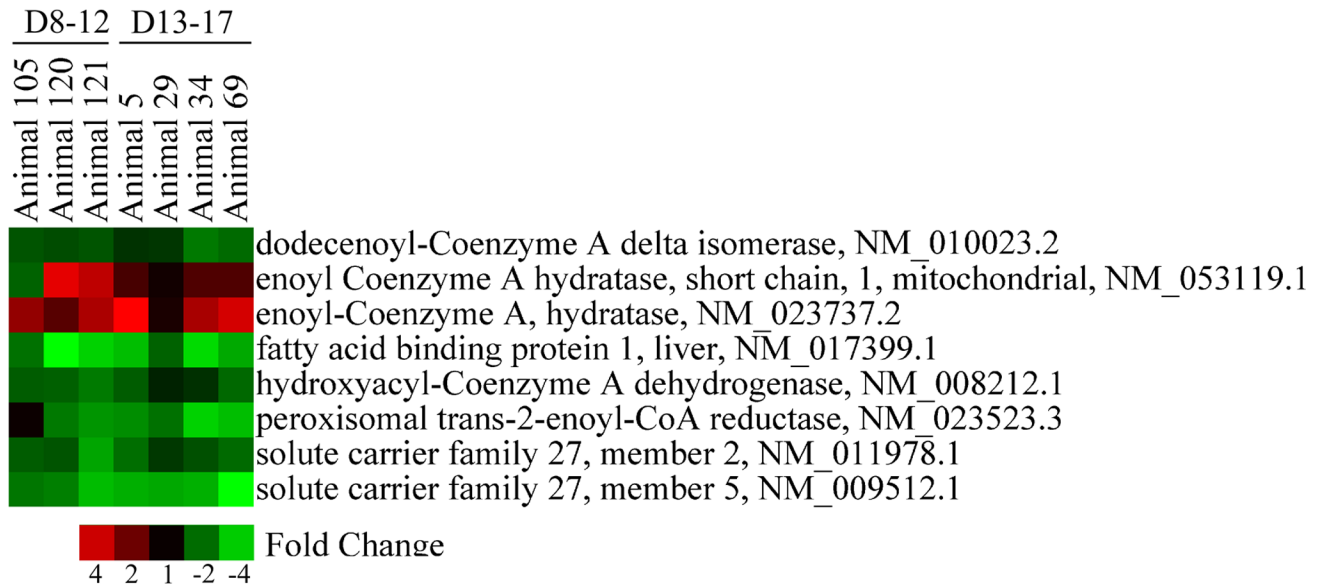 D8-12 D13-17
Animal 105
Animal 120
Animal 121
Animal 5
Animal 29
Animal 34
Animal 69
dodecenoyl-Coenzyme A delta isomerase, NM_010023.2
enoyl Coenzyme A hydratase, short chain, 1, mitochondrial, NM_053119.1
enoyl-Coenzyme A, hydratase, NM_023737.2
fatty acid binding protein 1, liver, NM_017399.1
hydroxyacyl-Coenzyme A dehydrogenase, NM_008212.1
peroxisomal trans-2-enoyl-CoA reductase, NM_023523.3
solute carrier family 27, member 2, NM_011978.1
solute carrier family 27, member 5, NM_009512.1
Fold Change
4 2 1 -2 -4